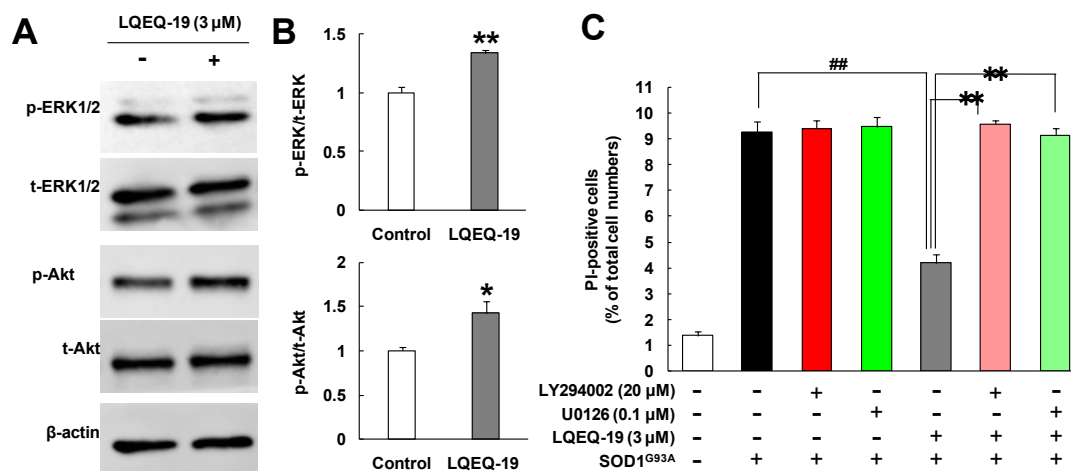 A
LQEQ-19 (3 μM)
- +
p-ERK1/2
t-ERK1/2
p-Akt
t-Akt
β-actin
B
p-ERK/t-ERK
1.5
1
0.5
0
**
Control LQEQ-19
p-Akt/t-Akt
2
1.5
1
0.5
0
*
Control LQEQ-19
C
PI-positive cells
(% of total cell numbers)
11
10
9
8
7
6
5
4
3
2
1
0
##
**
**
LY294002 (20 μM) - - + - - + -
U0126 (0.1 μM) - - - + - - +
LQEQ-19 (3 μM) - - - - + + +
SOD1G93A - + + + + + +